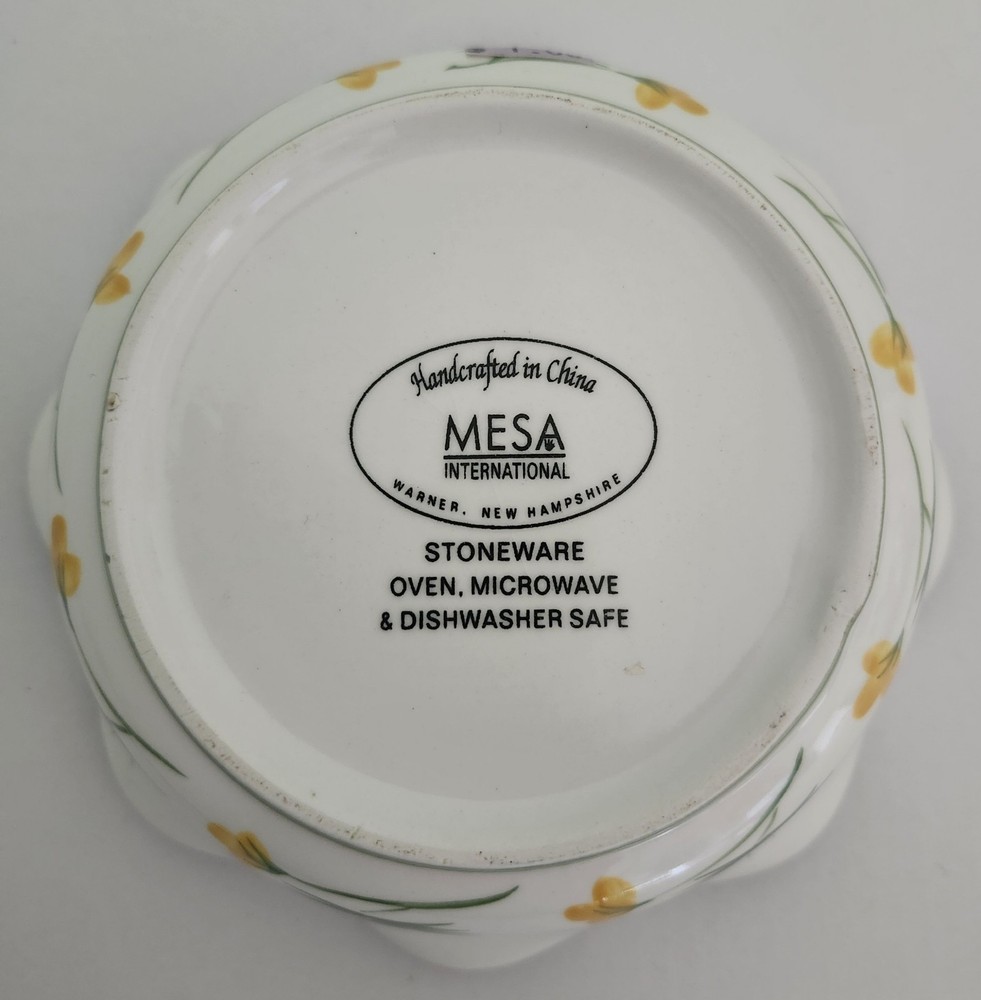 Handcrafted in China
MESA
INTERNATIONAL
WARNER, NEW HAMPSHIRE
STONEWARE
OVEN, MICROWAVE
& DISHWASHER SAFE